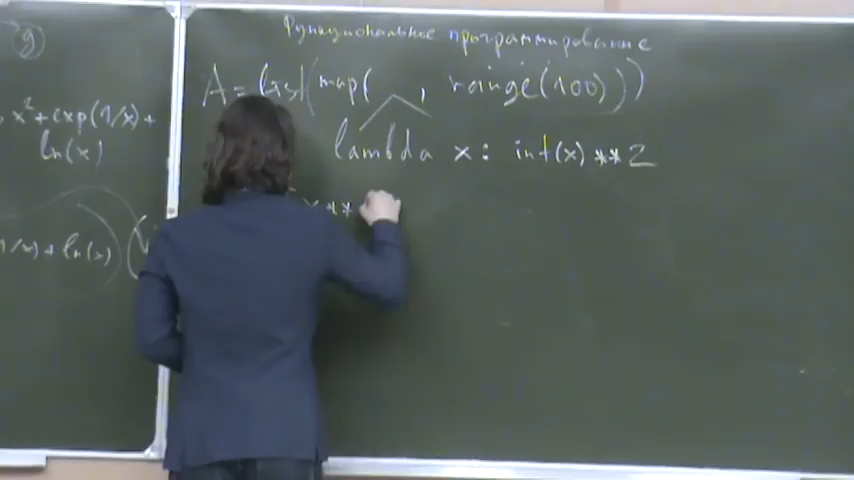 g
x² + exp(1/x) +
ln(x)
1/x) + ln(x)
Функциональное программирование
A = list(map( , range(100)))
lambda x: int(x) ** 2
x **